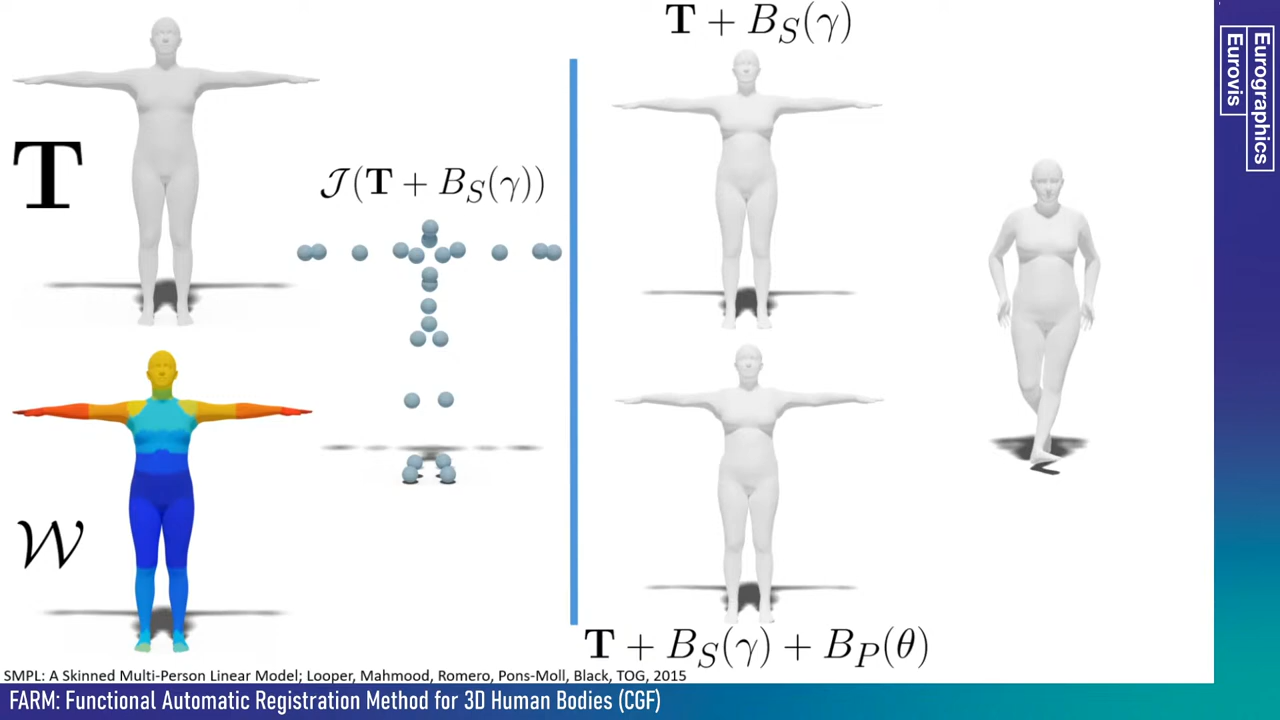 T + B_S(γ)
T
𝒥(T + B_S(γ))
𝒲
T + B_S(γ) + B_P(θ)
SMPL: A Skinned Multi-Person Linear Model; Looper, Mahmood, Romero, Pons-Moll, Black, TOG, 2015
FARM: Functional Automatic Registration Method for 3D Human Bodies (CGF)
Eurographics
Eurovis